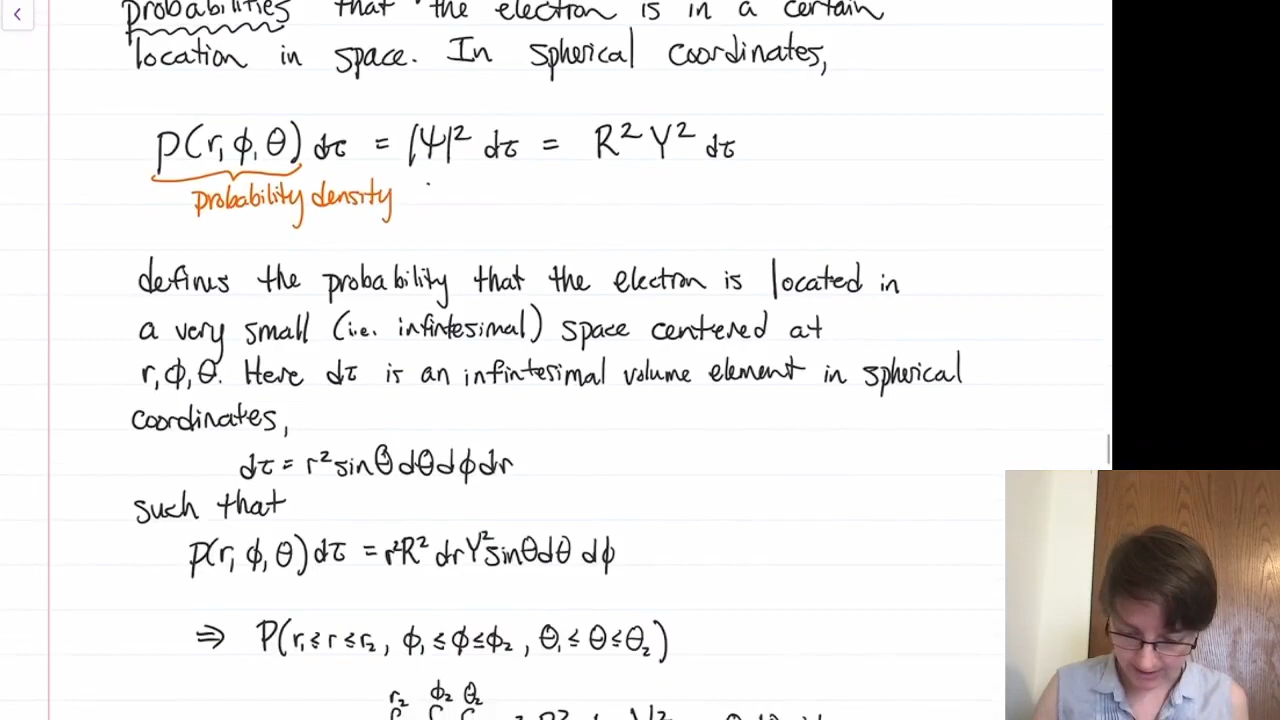 probabilities that the electron is in a certain
location in space. In spherical coordinates,
p(r, ϕ, θ) dτ = |Ψ|² dτ = R² Y² dτ
probability density
defines the probability that the electron is located in
a very small (i.e. infintesimal) space centered at
r, ϕ, θ. Here dτ is an infintesimal volume element in spherical
coordinates,
dτ = r² sinθ dθ dϕ dr
such that
p(r, ϕ, θ) dτ = r²R² dr Y² sinθ dθ dϕ
⇒ P(r₁ ≤ r ≤ r₂, ϕ₁ ≤ ϕ ≤ ϕ₂, θ₁ ≤ θ ≤ θ₂)
r₂ ϕ₂ θ₂